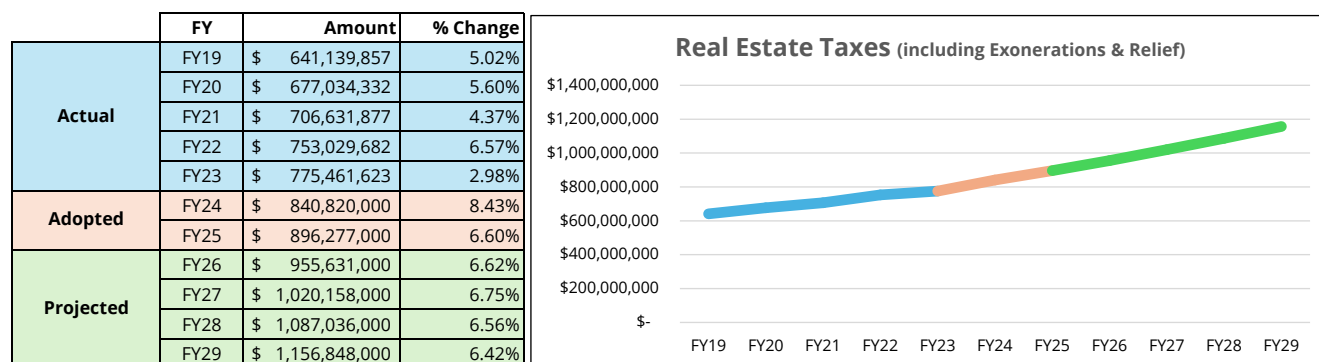 FY Amount % Change
Actual
FY19 $ 641,139,857 5.02%
FY20 $ 677,034,332 5.60%
FY21 $ 706,631,877 4.37%
FY22 $ 753,029,682 6.57%
FY23 $ 775,461,623 2.98%
Adopted
FY24 $ 840,820,000 8.43%
FY25 $ 896,277,000 6.60%
Projected
FY26 $ 955,631,000 6.62%
FY27 $ 1,020,158,000 6.75%
FY28 $ 1,087,036,000 6.56%
FY29 $ 1,156,848,000 6.42%
Real Estate Taxes (including Exonerations & Relief)
$1,400,000,000
$1,200,000,000
$1,000,000,000
$800,000,000
$600,000,000
$400,000,000
$200,000,000
$-
FY19 FY20 FY21 FY22 FY23 FY24 FY25 FY26 FY27 FY28 FY29